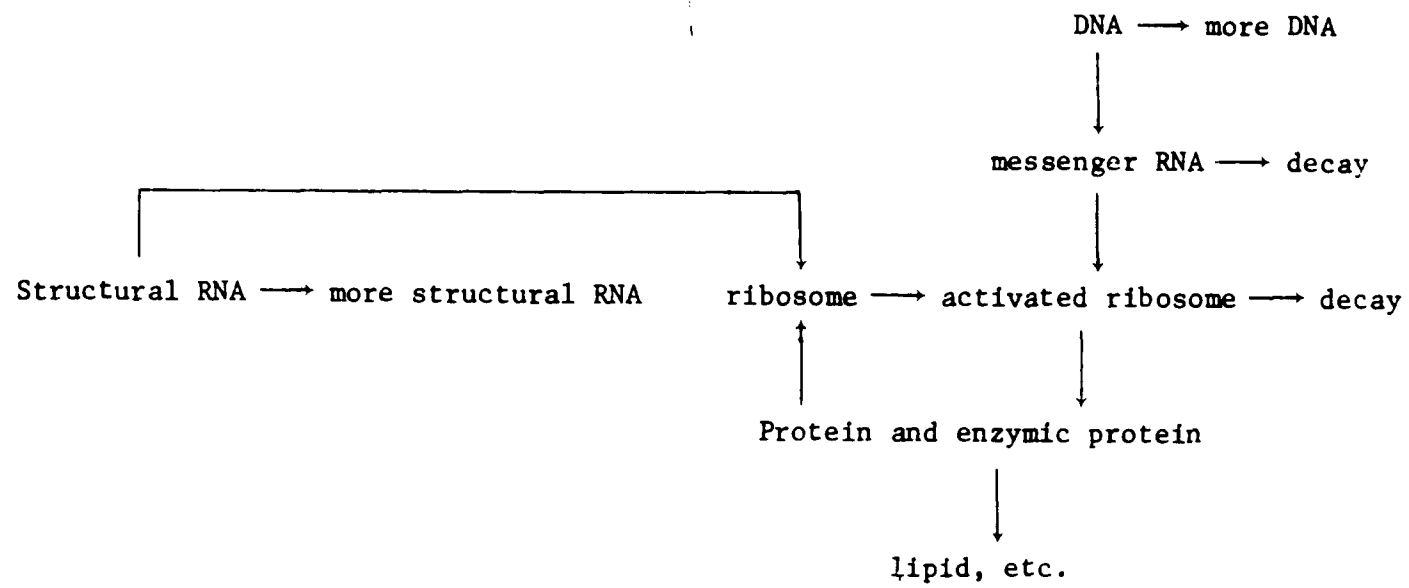 DNA → more DNA
messenger RNA → decay
Structural RNA → more structural RNA ribosome → activated ribosome → decay
Protein and enzymic protein
lipid, etc.